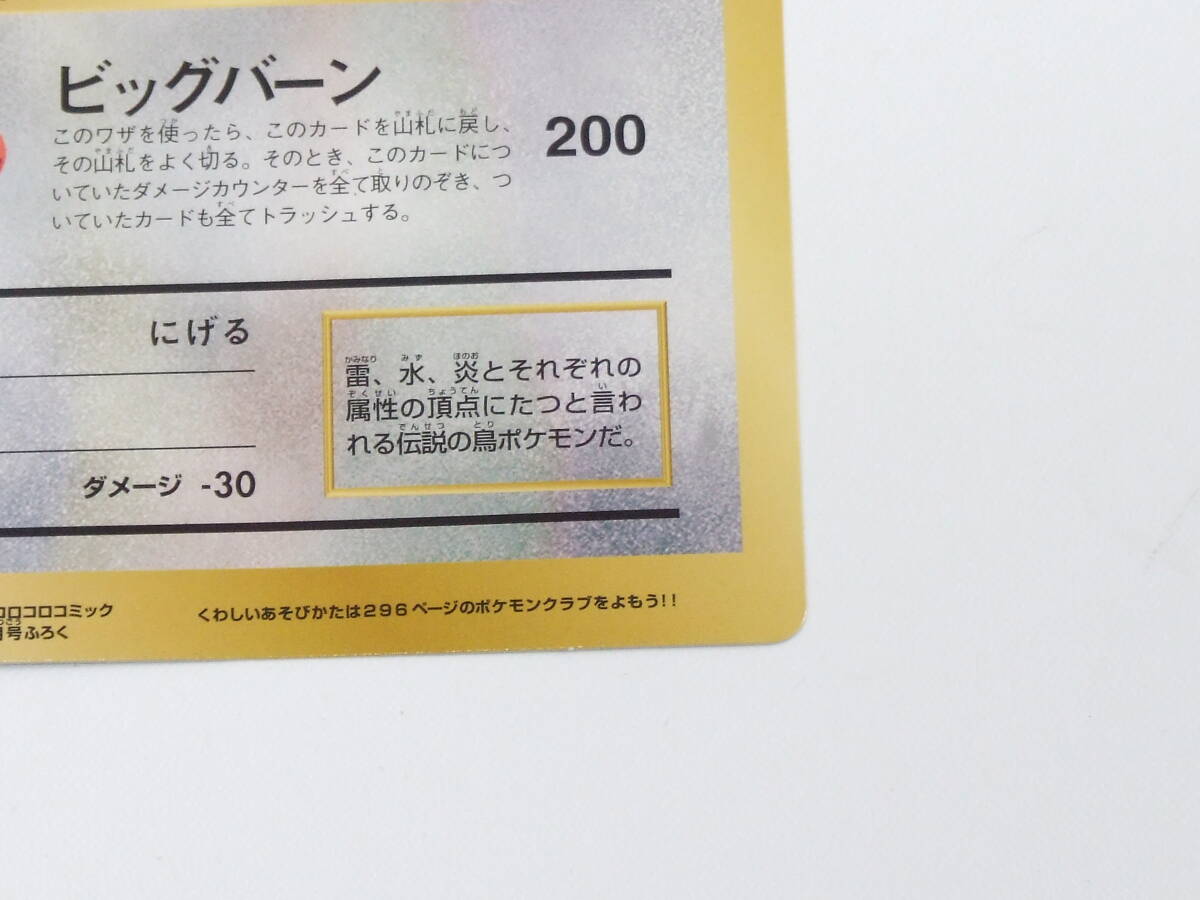 ビッグバーン
このワザを使ったら、このカードを山札に戻し、
その山札をよく切る。そのとき、このカードにつ
いていたダメージカウンターを全て取りのぞき、つ
いていたカードも全てトラッシュする。
200
にげる
ダメージ -30
雷、水、炎とそれぞれの
属性の頂点にたつと言わ
れる伝説の鳥ポケモンだ。
コロコロコミック
月号ふろく
くわしいあそびかたは296ページのポケモンクラブをよもう!!